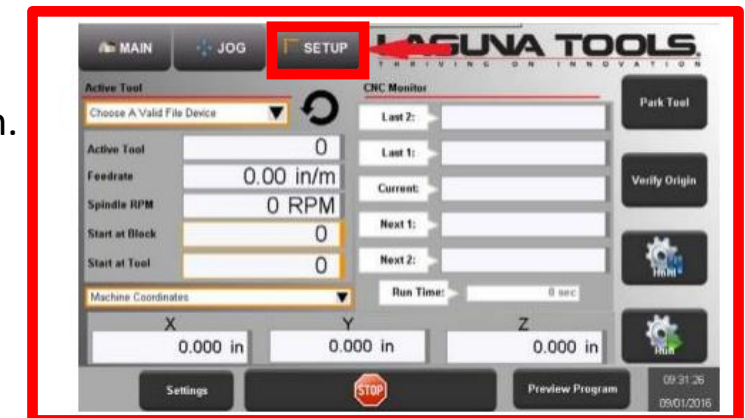 n.
MAIN
JOG
SETUP
LAGUNA TOOLS
THRIVING ON INNOVATION
Active Tool
CNC Monitor
Park Tool
Choose A Valid File Device
Last 2:
Active Tool 0
Last 1:
Feedrate 0.00 in/m
Current:
Verify Origin
Spindle RPM 0 RPM
Next 1:
Start at Block 0
Next 2:
Start at Tool 0
Machine Coordinates
Run Time: 0 sec
X Y Z
0.000 in 0.000 in 0.000 in
Settings
STOP
Preview Program
09:31:26
09/01/2016